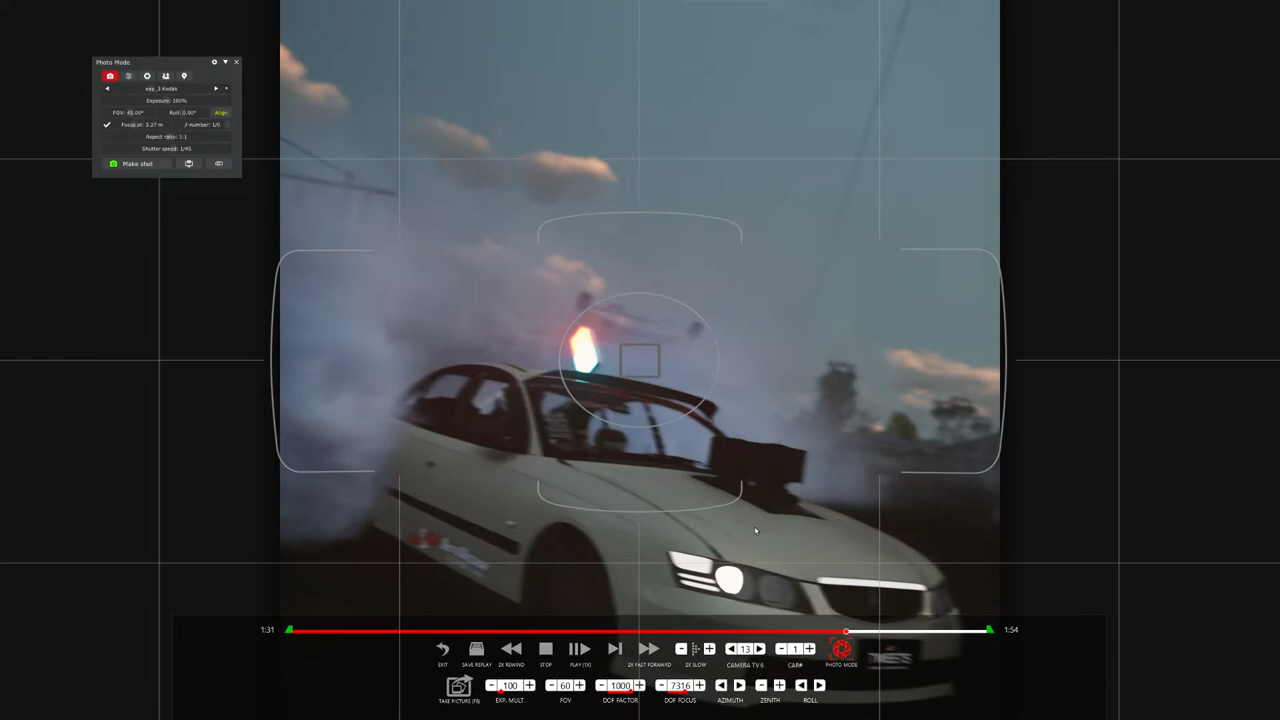 Photo Mode
exp_3 Kodak
Exposure: 100%
FOV: 45.00° Roll: 0.00° Align
Focus at: 3.27 m f-number: 1/0
Aspect ratio: 1:1
Shutter speed: 1/45
Make shot
1:31 1:54
EXIT SAVE REPLAY 2X REWIND STOP PLAY (1X) 2X FAST FORWARD 2X SLOW 13 CAMERA TV 6 1 CAR# PHOTO MODE
TAKE PICTURE (F8) 100 EXP. MULT. 60 FOV 1000 DOF FACTOR 7316 DOF FOCUS AZIMUTH ZENITH ROLL